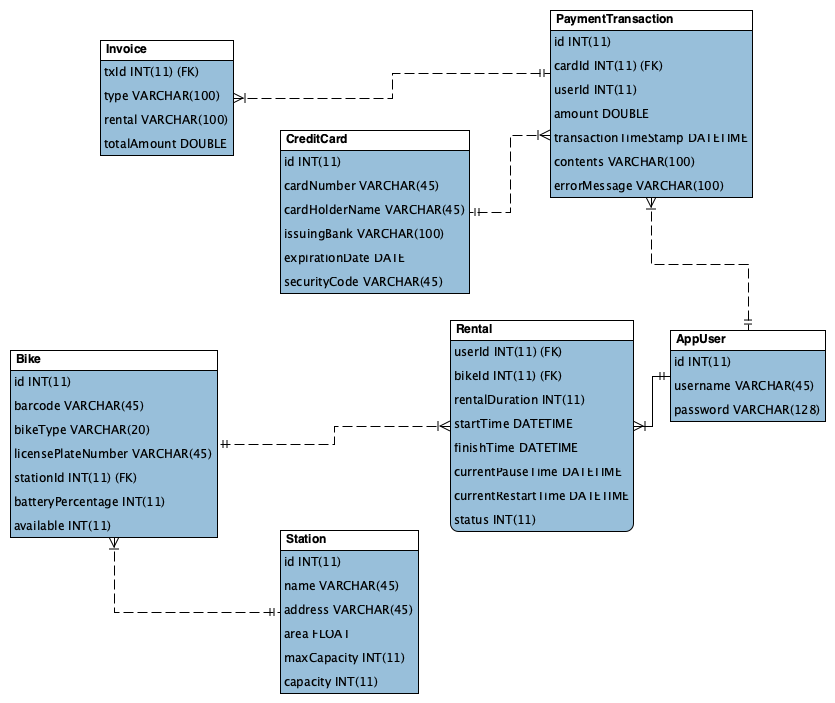 PaymentTransaction
id INT(11)
cardId INT(11) (FK)
userId INT(11)
amount DOUBLE
transactionTimeStamp DATETIME
contents VARCHAR(100)
errorMessage VARCHAR(100)
Invoice
txId INT(11) (FK)
type VARCHAR(100)
rental VARCHAR(100)
totalAmount DOUBLE
CreditCard
id INT(11)
cardNumber VARCHAR(45)
cardHolderName VARCHAR(45)
issuingBank VARCHAR(100)
expirationDate DATE
securityCode VARCHAR(45)
Rental
userId INT(11) (FK)
bikeId INT(11) (FK)
rentalDuration INT(11)
startTime DATETIME
finishTime DATETIME
currentPauseTime DATETIME
currentRestartTime DATETIME
status INT(11)
AppUser
id INT(11)
username VARCHAR(45)
password VARCHAR(128)
Bike
id INT(11)
barcode VARCHAR(45)
bikeType VARCHAR(20)
licensePlateNumber VARCHAR(45)
stationId INT(11) (FK)
batteryPercentage INT(11)
available INT(11)
Station
id INT(11)
name VARCHAR(45)
address VARCHAR(45)
area FLOAT
maxCapacity INT(11)
capacity INT(11)